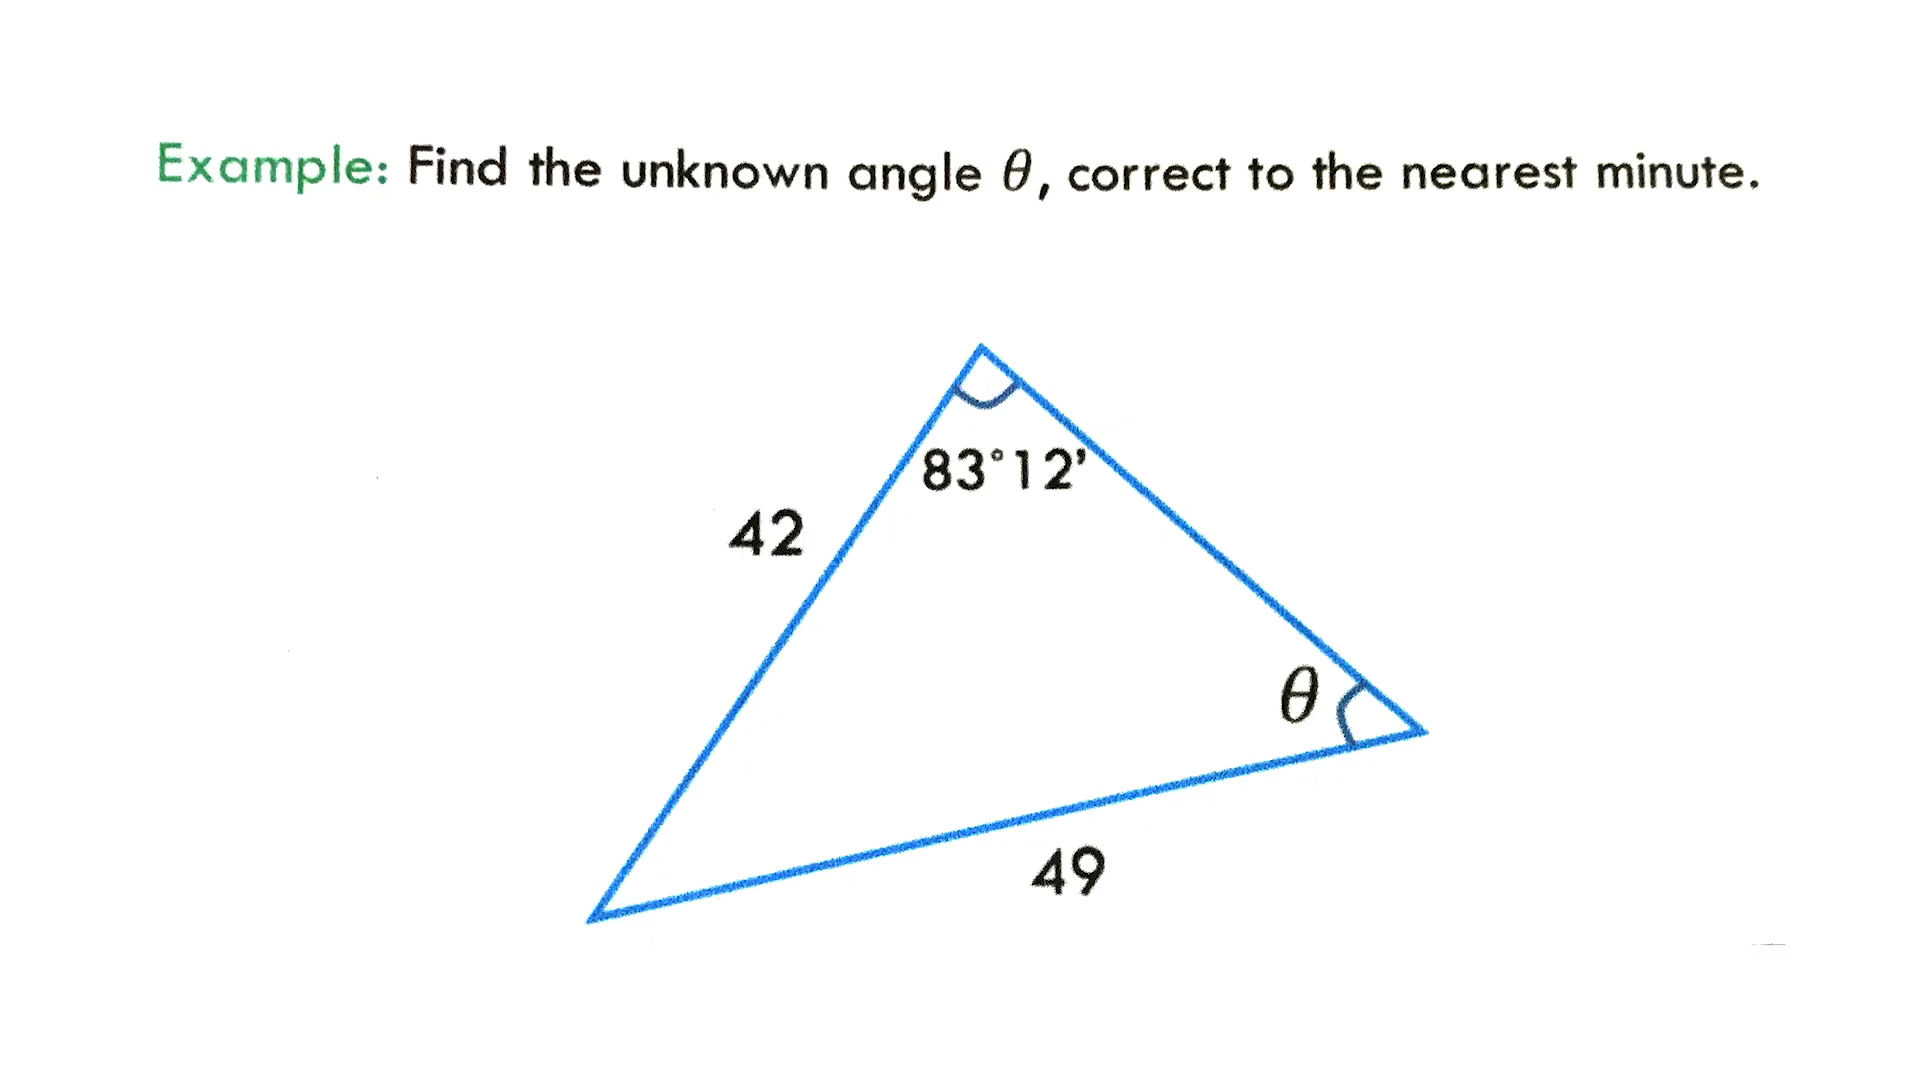 Example: Find the unknown angle θ, correct to the nearest minute.
83°12’
42
θ
49